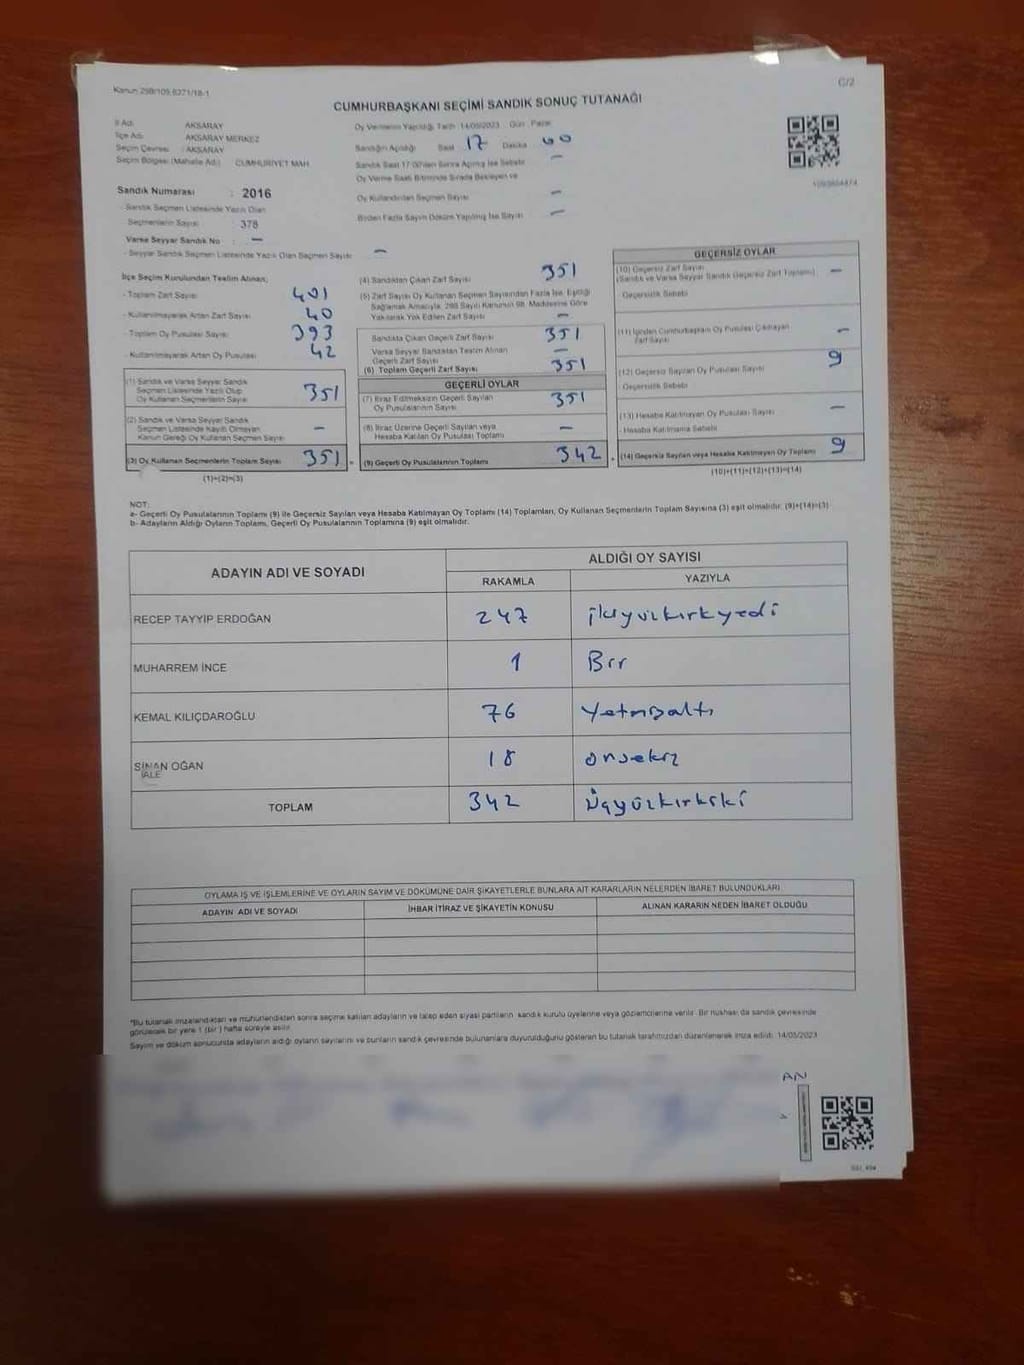 Kanun 298/109,6271/18-1
C/2
CUMHURBAŞKANI SEÇİMİ SANDIK SONUÇ TUTANAĞI
İl Adı AKSARAY
İlçe Adı AKSARAY MERKEZ
Seçim Çevresi : AKSARAY
Seçim Bölgesi (Mahalle Adı) CUMHURİYET MAH
Sandık Numarası : 2016
- Sandık Seçmen Listesinde Yazılı Olan
Seçmenlerin Sayısı 378
Varsa Seyyar Sandık No : —
- Seyyar Sandık Seçmen Listesinde Yazılı Olan Seçmen Sayısı : —
Oy Vermenin Yapıldığı Tarih 14/05/2023 Gün Pazar
Sandığın Açıldığı Saat 17 Dakika 00
Sandık Saat 17:00'den Sonra Açılmış İse Sebebi —
Oy Verme Saati Bitiminde Sırada Bekleyen ve
Oy Kullandırılan Seçmen Sayısı —
Birden Fazla Sayım Döküm Yapılmış İse Sayısı —
İlçe Seçim Kurulundan Teslim Alınan;
- Toplam Zarf Sayısı 401
- Kullanılmayarak Artan Zarf Sayısı 40
- Toplam Oy Pusulası Sayısı 393
- Kullanılmayarak Artan Oy Pusulası 42
(1) Sandık ve Varsa Seyyar Sandık
Seçmen Listesinde Yazılı Olup
Oy Kullanan Seçmenlerin Sayısı 351
(2) Sandık ve Varsa Seyyar Sandık
Seçmen Listesinde Kayıtlı Olmayan
Kanun Gereği Oy Kullanan Seçmen Sayısı —
(3) Oy Kullanan Seçmenlerin Toplam Sayısı 351
(1)+(2)=(3)
(4) Sandıktan Çıkan Zarf Sayısı 351
(5) Zarf Sayısı Oy Kullanan Seçmen Sayısından Fazla İse, Eşitliği
Sağlamak Amacıyla, 298 Sayılı Kanunun 98. Maddesine Göre
Yakılarak Yok Edilen Zarf Sayısı —
Sandıkta Çıkan Geçerli Zarf Sayısı 351
Varsa Seyyar Sandıktan Teslim Alınan
Geçerli Zarf Sayısı —
(6) Toplam Geçerli Zarf Sayısı 351
GEÇERLİ OYLAR
(7) İtiraz Edilmeksizin Geçerli Sayılan
Oy Pusulalarının Sayısı 351
(8) İtiraz Üzerine Geçerli Sayılan veya
Hesaba Katılan Oy Pusulası Toplamı —
(9) Geçerli Oy Pusulalarının Toplamı 342
GEÇERSİZ OYLAR
(10) Geçersiz Zarf Sayısı
(Sandık ve Varsa Seyyar Sandık Geçersiz Zarf Toplamı) —
Geçersizlik Sebebi
(11) İçinden Cumhurbaşkanı Oy Pusulası Çıkmayan
Zarf Sayısı —
(12) Geçersiz Sayılan Oy Pusulası Sayısı 9
Geçersizlik Sebebi
(13) Hesaba Katılmayan Oy Pusulası Sayısı —
- Hesaba Katılmama Sebebi
(14) Geçersiz Sayılan veya Hesaba Katılmayan Oy Toplamı 9
(10)+(11)+(12)+(13)=(14)
NOT:
a- Geçerli Oy Pusulalarının Toplamı (9) ile Geçersiz Sayılan veya Hesaba Katılmayan Oy Toplamı (14) Toplamları, Oy Kullanan Seçmenlerin Toplam Sayısına (3) eşit olmalıdır. (9)+(14)=(3)
b- Adayların Aldığı Oyların Toplamı, Geçerli Oy Pusulalarının Toplamına (9) eşit olmalıdır.
ADAYIN ADI VE SOYADI ALDIĞI OY SAYISI
RAKAMLA YAZIYLA
RECEP TAYYİP ERDOĞAN 247 ikiyüzkırkyedi
MUHARREM İNCE 1 Bir
KEMAL KILIÇDAROĞLU 76 Yetmişaltı
SİNAN OĞAN 18 onsekiz
TOPLAM 342 Üçyüzkırkiki
OYLAMA İŞ VE İŞLEMLERİNE VE OYLARIN SAYIM VE DÖKÜMÜNE DAİR ŞİKAYETLERLE BUNLARA AİT KARARLARIN NELERDEN İBARET BULUNDUKLARI
ADAYIN ADI VE SOYADI İHBAR İTİRAZ VE ŞİKAYETİN KONUSU ALINAN KARARIN NEDEN İBARET OLDUĞU
*Bu tutanak imzalandıktan ve mühürlendikten sonra seçime katılan adayların ve talep eden siyasi partilerin sandık kurulu üyelerine veya gözlemcilerine verilir. Bir nüshası da sandık çevresinde
görülecek bir yere 1 (bir) hafta süreyle asılır.
Sayım ve döküm sonucunda adayların aldığı oyların sayılarını ve bunların sandık çevresinde bulunanlara duyurulduğunu gösteren bu tutanak tarafımızdan düzenlenerek imza edildi. 14/05/2023
AN